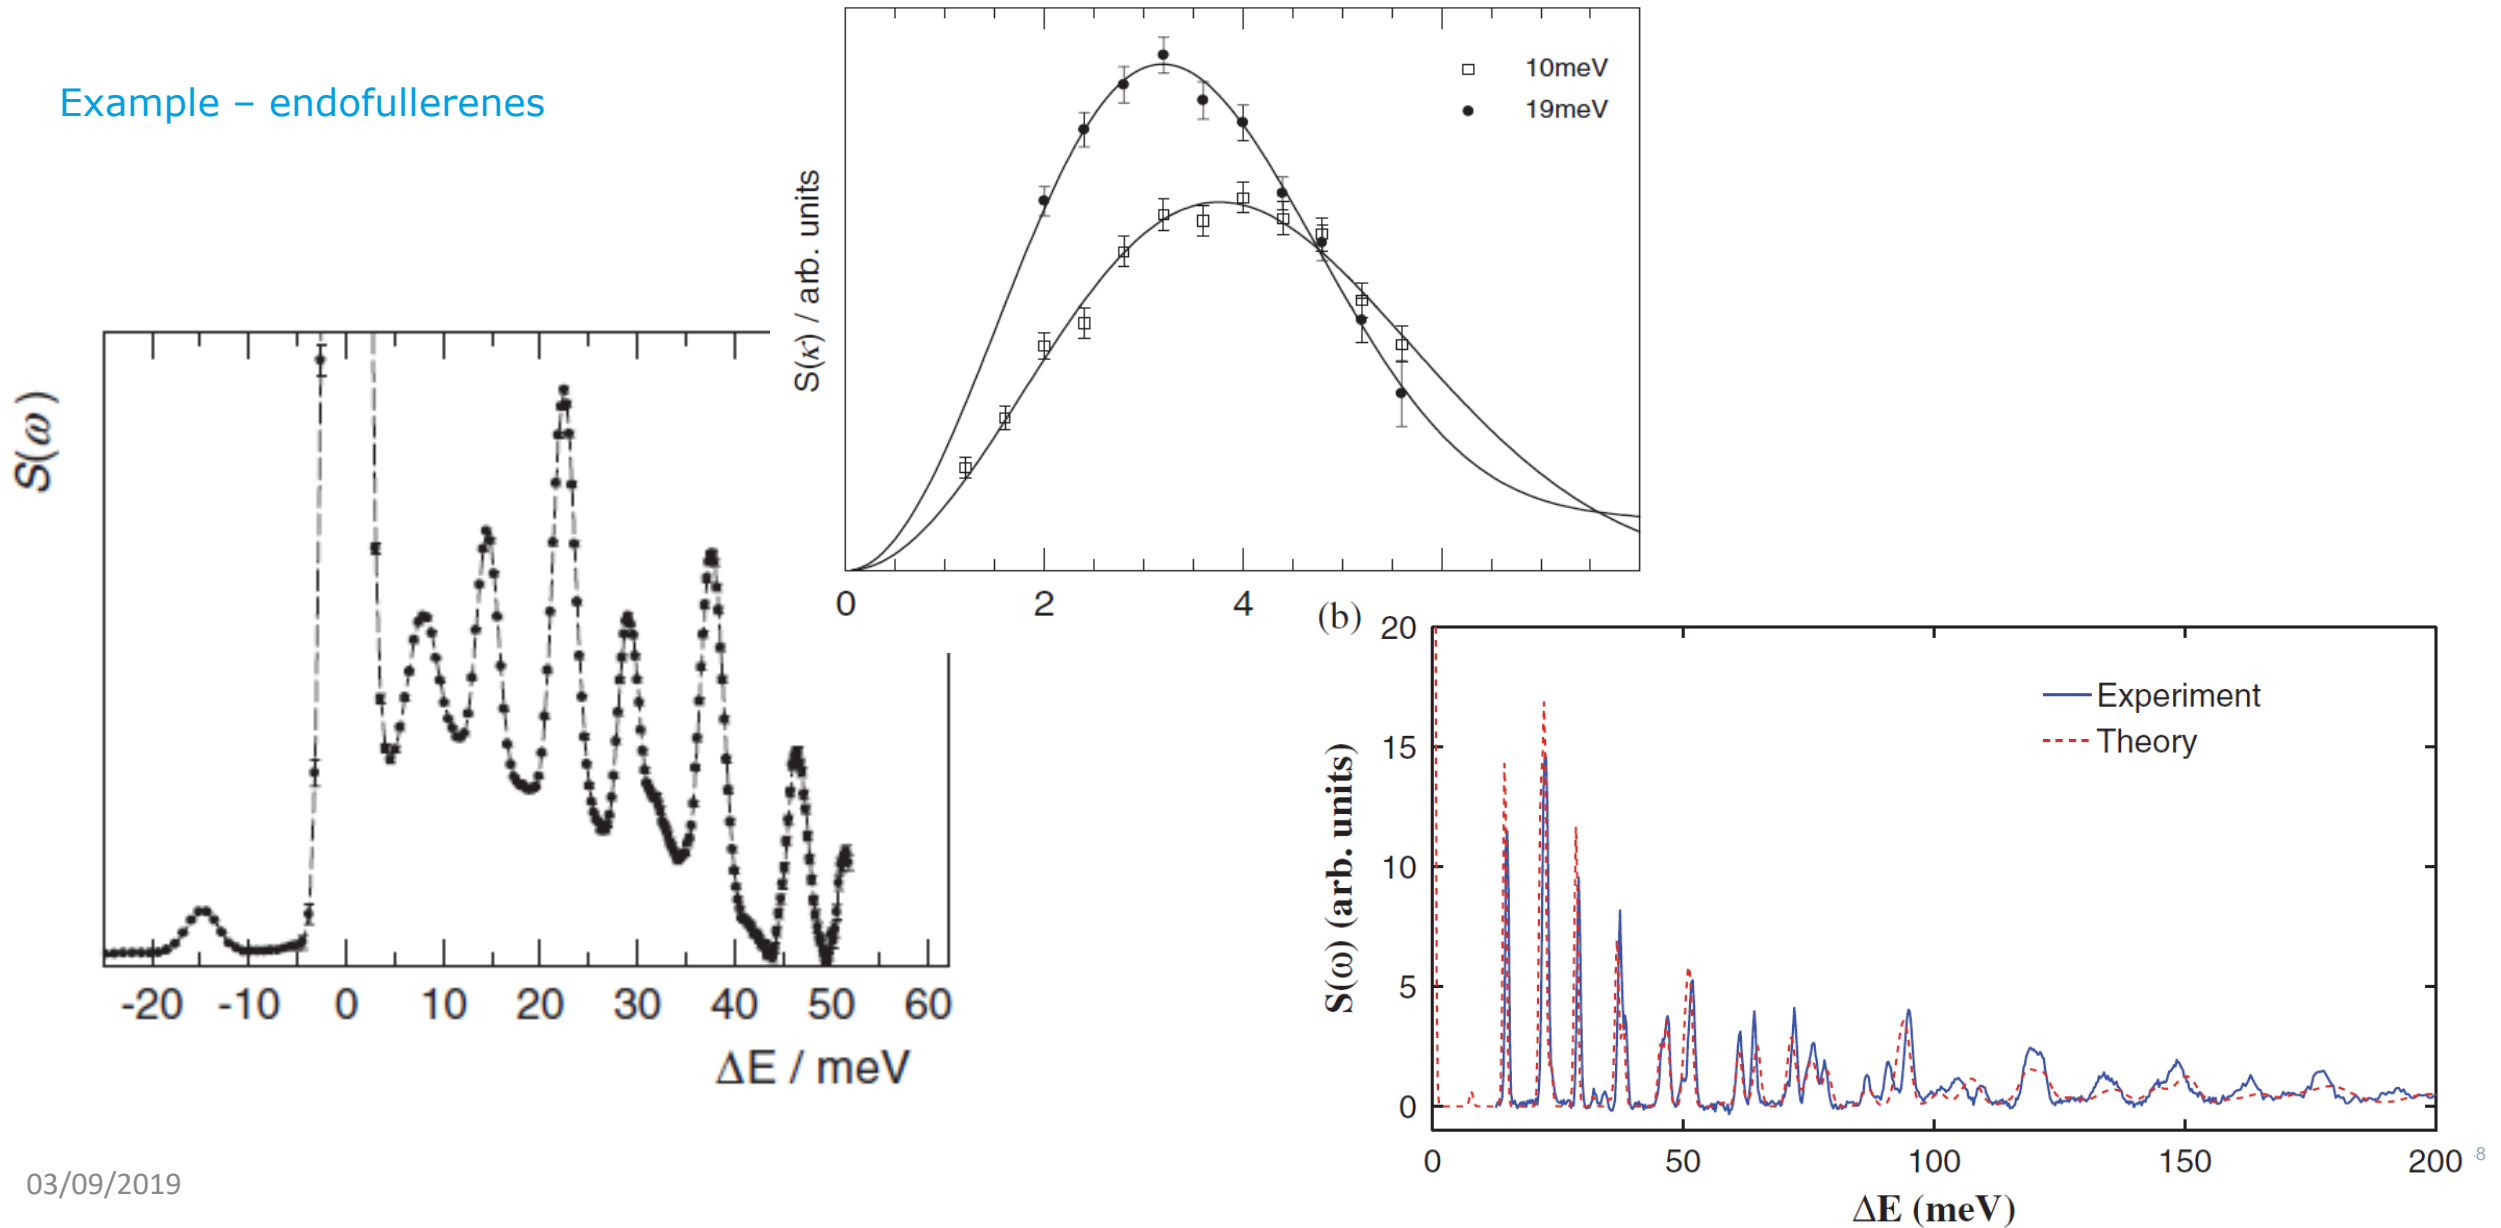 Example – endofullerenes
S(κ) / arb. units
10meV
19meV
0 2 4
S(ω)
-20 -10 0 10 20 30 40 50 60
ΔE / meV
(b)
S(ω) (arb. units)
20
15
10
5
0
Experiment
Theory
0 50 100 150 200
ΔE (meV)
03/09/2019
8